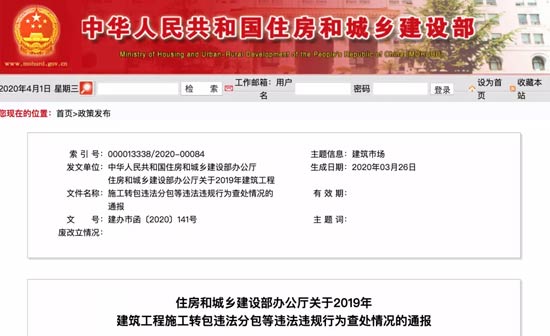 中华人民共和国住房和城乡建设部
Ministry of Housing and Urban-Rural Development of the People's Republic of China(MOHURD)
www.mohurd.gov.cn
2020年4月1日 星期三 检 索 工作邮箱：用户名 密码 登录 设为首页 收藏本站
您现在的位置：首页>政策发布
索 引 号： 000013338/2020-00084 主题信息： 建筑市场
发文单位： 中华人民共和国住房和城乡建设部办公厅 生成日期： 2020年03月26日
住房和城乡建设部办公厅关于2019年建筑工程
文件名称： 施工转包违法分包等违法违规行为查处情况的 有 效 期：
通报
文 号： 建办市函〔2020〕141号 主 题 词：
废改立情况：
住房和城乡建设部办公厅关于2019年
建筑工程施工转包违法分包等违法违规行为查处情况的通报